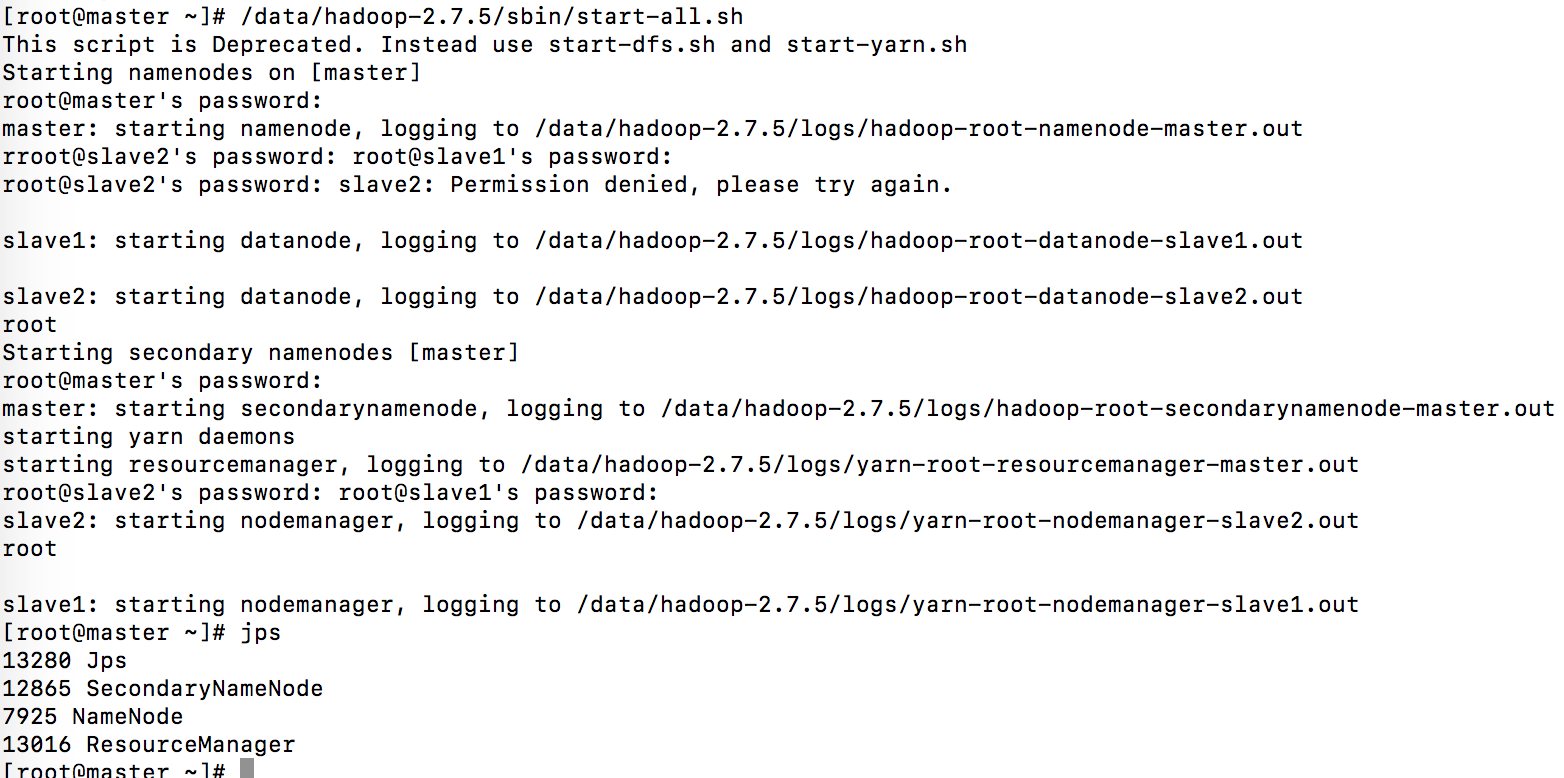 [root@master ~]# /data/hadoop-2.7.5/sbin/start-all.sh
This script is Deprecated. Instead use start-dfs.sh and start-yarn.sh
Starting namenodes on [master]
root@master's password:
master: starting namenode, logging to /data/hadoop-2.7.5/logs/hadoop-root-namenode-master.out
rroot@slave2's password: root@slave1's password:
root@slave2's password: slave2: Permission denied, please try again.

slave1: starting datanode, logging to /data/hadoop-2.7.5/logs/hadoop-root-datanode-slave1.out

slave2: starting datanode, logging to /data/hadoop-2.7.5/logs/hadoop-root-datanode-slave2.out
root
Starting secondary namenodes [master]
root@master's password:
master: starting secondarynamenode, logging to /data/hadoop-2.7.5/logs/hadoop-root-secondarynamenode-master.out
starting yarn daemons
starting resourcemanager, logging to /data/hadoop-2.7.5/logs/yarn-root-resourcemanager-master.out
root@slave2's password: root@slave1's password:
slave2: starting nodemanager, logging to /data/hadoop-2.7.5/logs/yarn-root-nodemanager-slave2.out
root

slave1: starting nodemanager, logging to /data/hadoop-2.7.5/logs/yarn-root-nodemanager-slave1.out
[root@master ~]# jps
13280 Jps
12865 SecondaryNameNode
7925 NameNode
13016 ResourceManager
[root@master ~]#